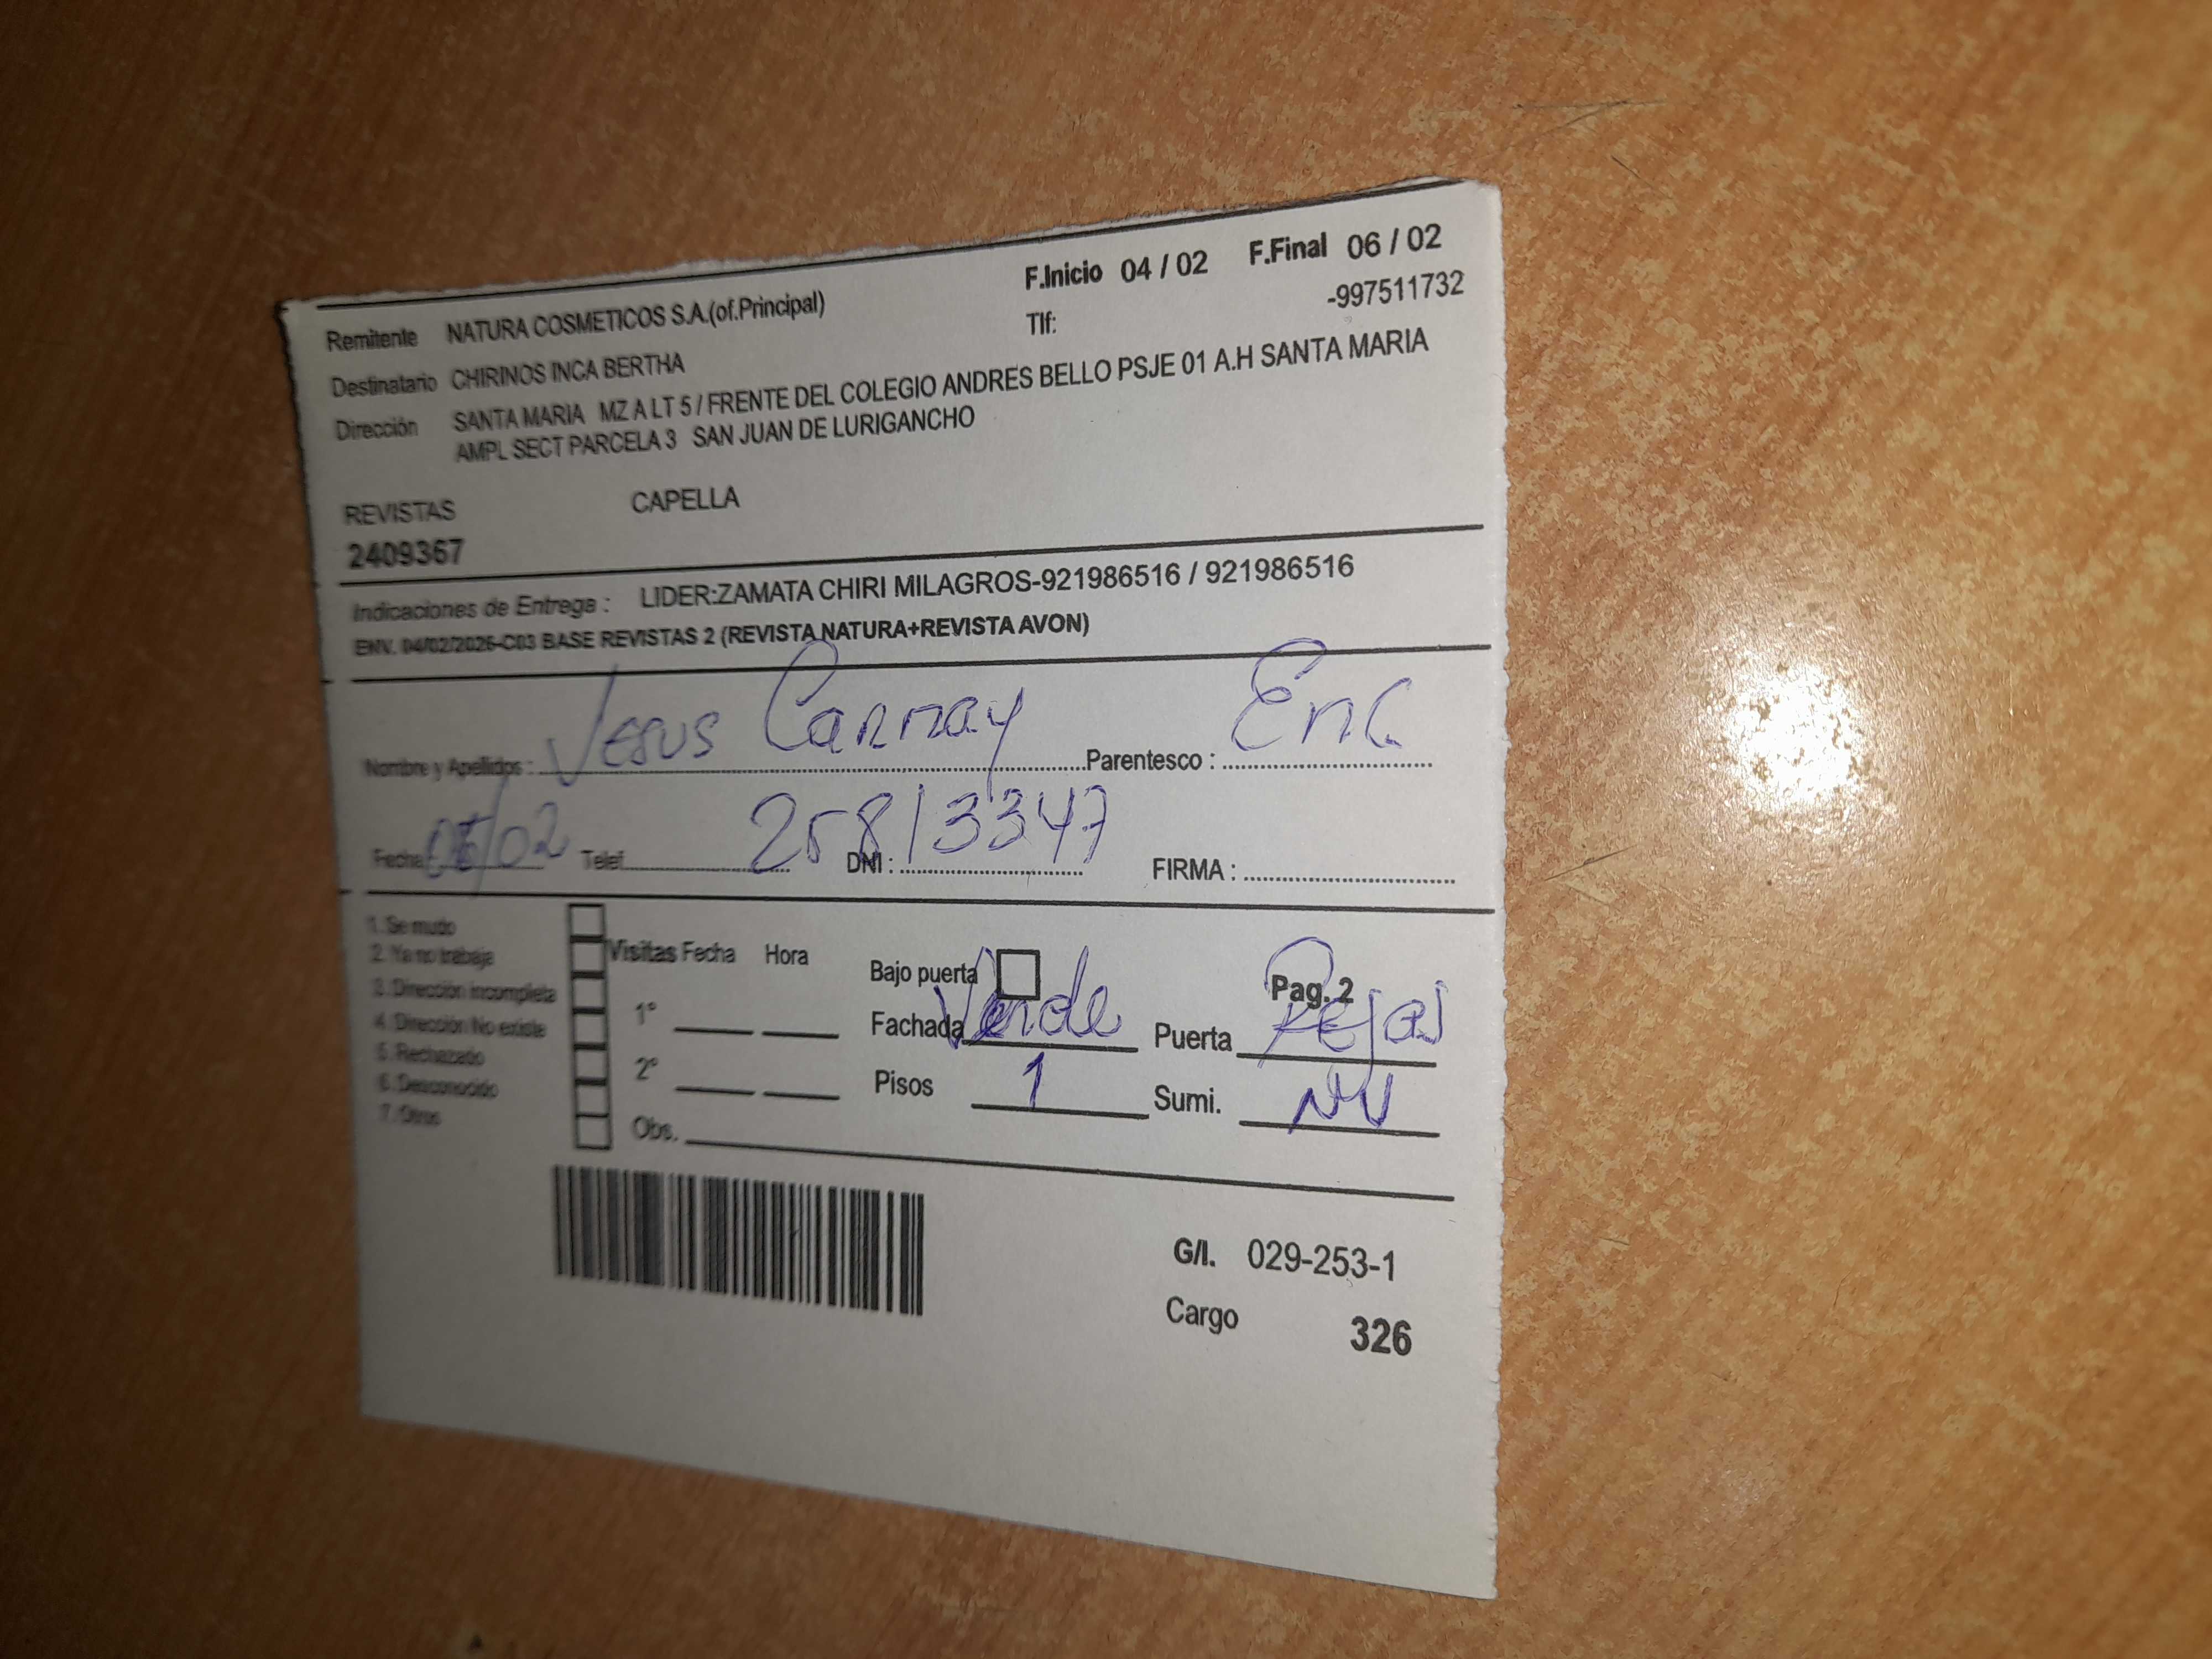 F.Inicio 04 / 02 F.Final 06 / 02
Remitente NATURA COSMETICOS S.A.(of.Principal) Tlf: -997511732
Destinatario CHIRINOS INCA BERTHA
Dirección SANTA MARIA MZ A LT 5 / FRENTE DEL COLEGIO ANDRES BELLO PSJE 01 A.H SANTA MARIA
AMPL SECT PARCELA 3 SAN JUAN DE LURIGANCHO
REVISTAS CAPELLA
2409367
Indicaciones de Entrega : LIDER:ZAMATA CHIRI MILAGROS-921986516 / 921986516
ENV. 04/02/2026-C03 BASE REVISTAS 2 (REVISTA NATURA+REVISTA AVON)
Nombre y Apellidos : Jesus Parentesco : Enc
Fecha: 05/02 Telef. DNI : 25813347 FIRMA :
1. Se mudo
2. Ya no trabaja
3. Dirección incompleta
4. Dirección No existe
5. Rechazado
6. Desconocido
7. Otros
Visitas Fecha Hora
1°
2°
Obs.
Bajo puerta Pag. 2
Fachada Verde Puerta Rejas
Pisos 1 Sumi. NV
G/I. 029-253-1
Cargo 326